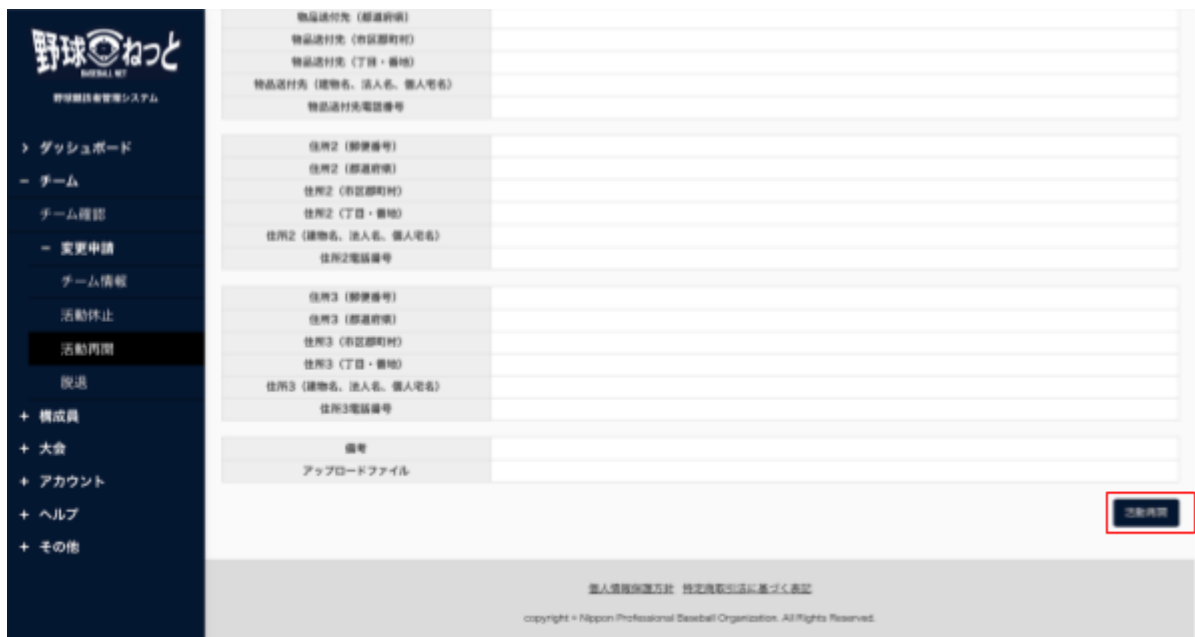 野球ねっと
BASEBALL NET
野球競技者管理システム
> ダッシュボード
− チーム
チーム確認
− 変更申請
チーム情報
活動休止
活動再開
脱退
+ 構成員
+ 大会
+ アカウント
+ ヘルプ
+ その他
物品送付先（都道府県）
物品送付先（市区郡町村）
物品送付先（丁目・番地）
物品送付先（建物名、法人名、個人宅名）
物品送付先電話番号
住所2（郵便番号）
住所2（都道府県）
住所2（市区郡町村）
住所2（丁目・番地）
住所2（建物名、法人名、個人宅名）
住所2電話番号
住所3（郵便番号）
住所3（都道府県）
住所3（市区郡町村）
住所3（丁目・番地）
住所3（建物名、法人名、個人宅名）
住所3電話番号
備考
アップロードファイル
活動再開
個人情報保護方針 特定商取引法に基づく表記
copyright © Nippon Professional Baseball Organization. All Rights Reserved.